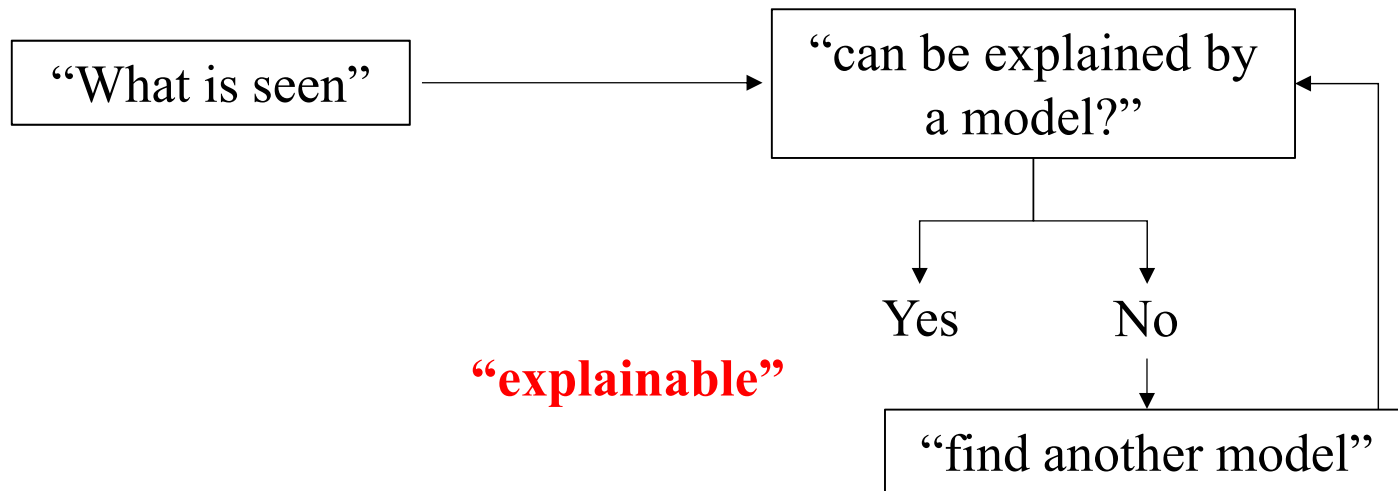 “What is seen”
“can be explained by
a model?”
Yes
No
“explainable”
“find another model”